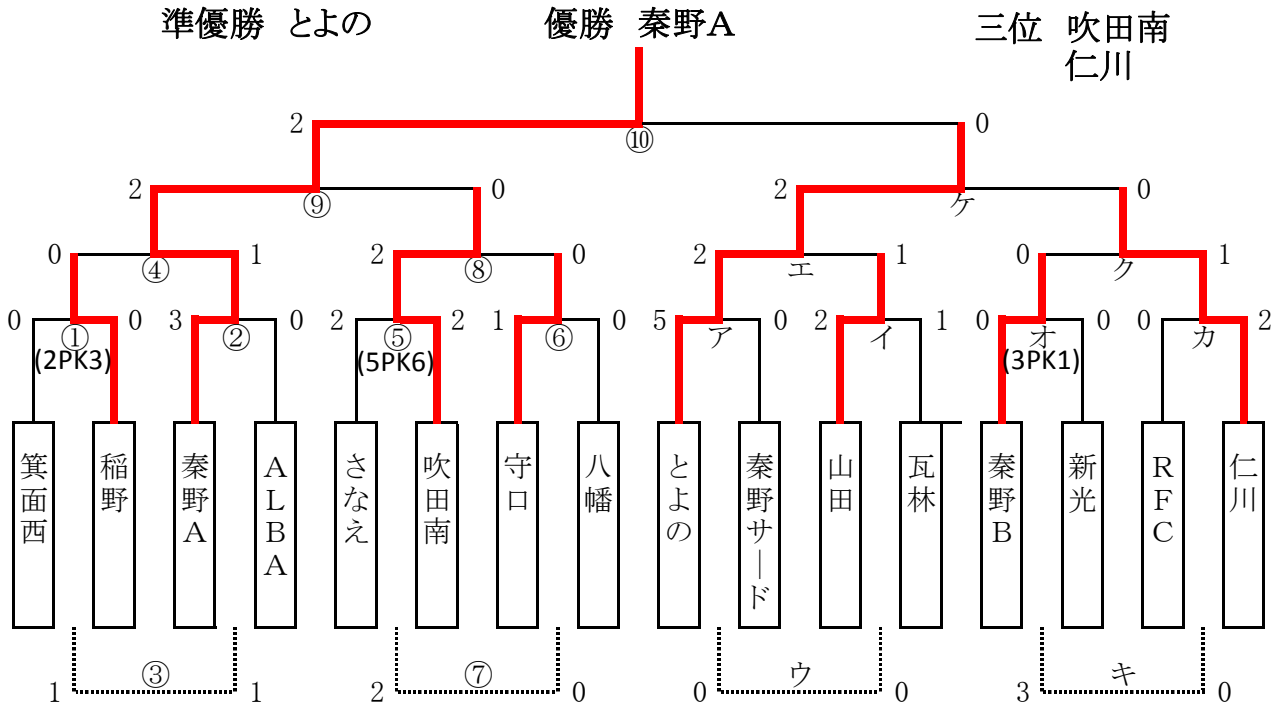 準優勝 とよの 優勝 秦野A 三位 吹田南
仁川
2 ⑩ 0
2 ⑨ 0 2 ケ 0
0 ④ 1 2 ⑧ 0 2 エ 1 0 ク 1
0 ① 0 3 ② 0 2 ⑤ 2 1 ⑥ 0 5 ア 0 2 イ 1 0 オ 0 0 カ 2
(2PK3) (5PK6) (3PK1)
箕面西
稲野
秦野A
ALBA
さなえ
吹田南
守口
八幡
とよの
秦野サード
山田
瓦林
秦野B
新光
RFC
仁川
1 ③ 1 2 ⑦ 0 0 ウ 0 3 キ 0